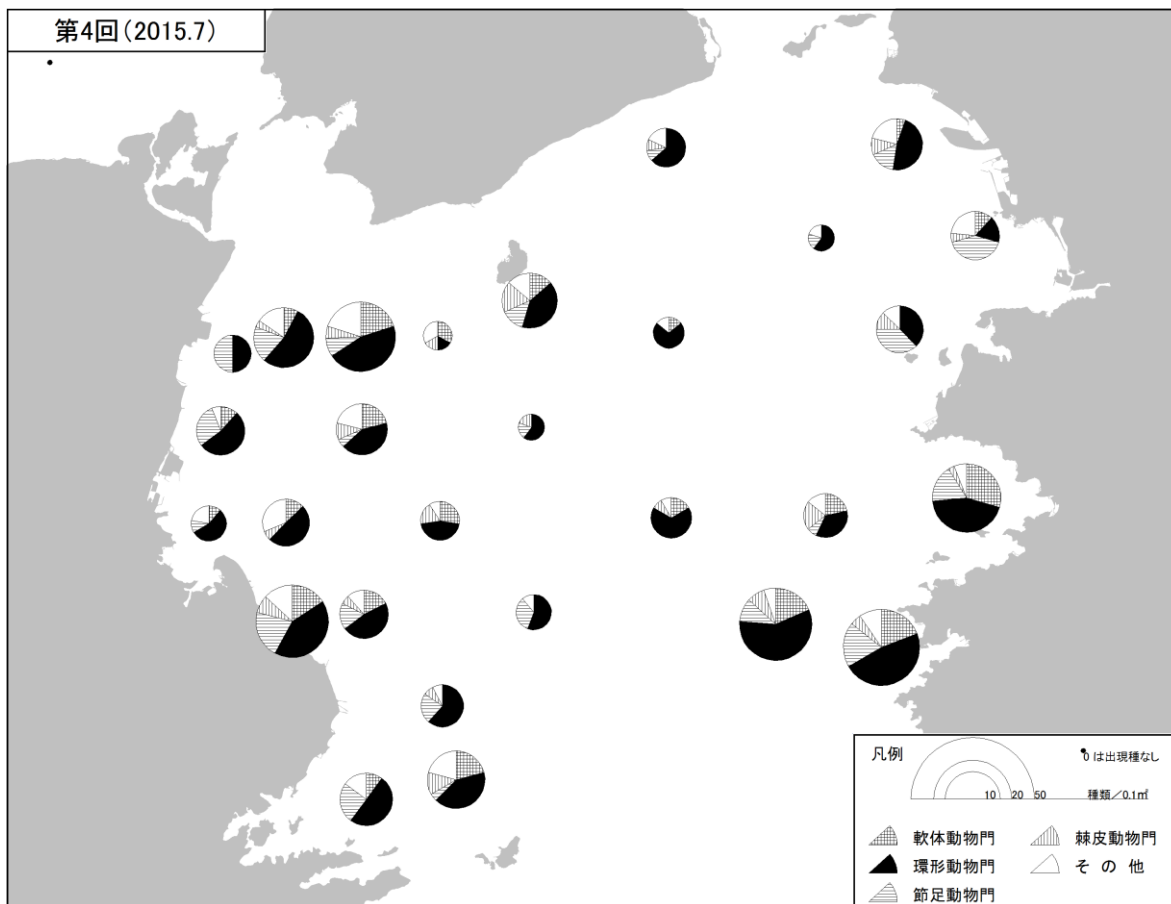 第4回(2015.7)
凡例
0 は出現種なし
10 20 50 種類/0.1㎡
軟体動物門 棘皮動物門
環形動物門 その他
節足動物門